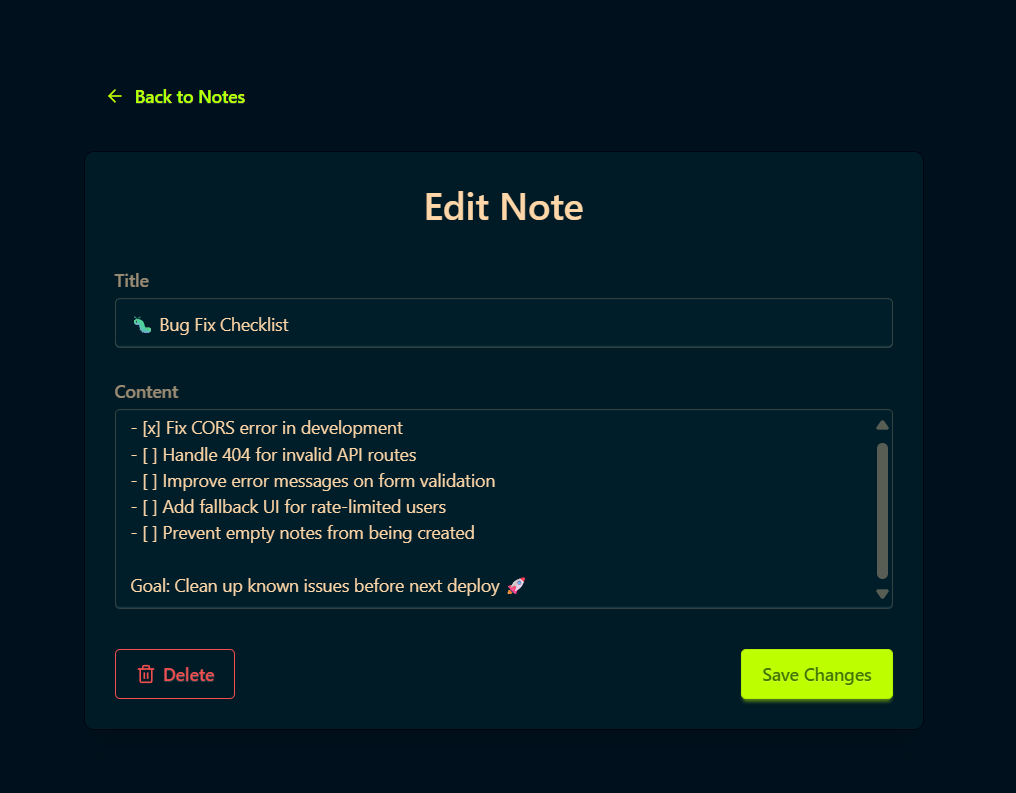 ← Back to Notes
Edit Note
Title
🐛 Bug Fix Checklist
Content
- [x] Fix CORS error in development
- [ ] Handle 404 for invalid API routes
- [ ] Improve error messages on form validation
- [ ] Add fallback UI for rate-limited users
- [ ] Prevent empty notes from being created
Goal: Clean up known issues before next deploy 🚀
Delete
Save Changes